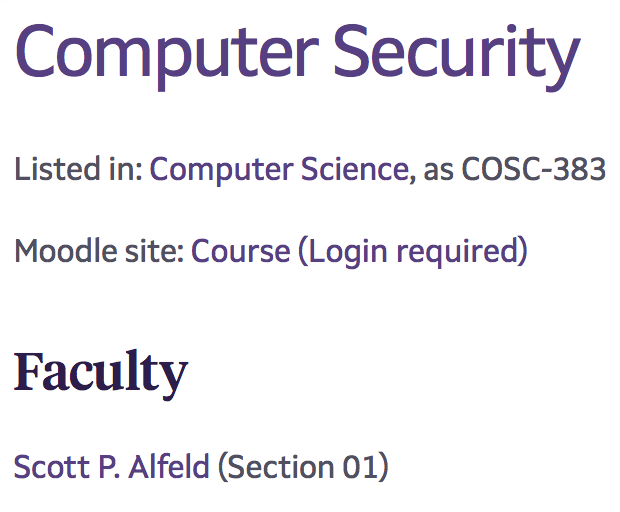 Computer Security
Listed in: Computer Science, as COSC-383
Moodle site: Course (Login required)
Faculty
Scott P. Alfeld (Section 01)